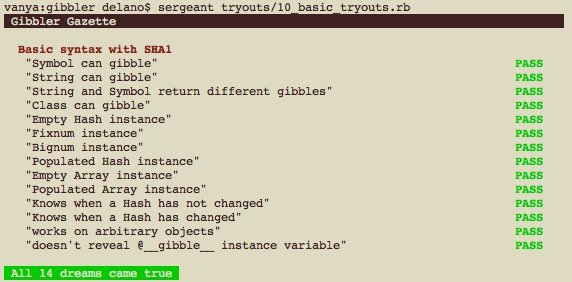 vanya:gibbler delano$ sergeant tryouts/10_basic_tryouts.rb
Gibbler Gazette
Basic syntax with SHA1
"Symbol can gibble" PASS
"String can gibble" PASS
"String and Symbol return different gibbles" PASS
"Class can gibble" PASS
"Empty Hash instance" PASS
"Fixnum instance" PASS
"Bignum instance" PASS
"Populated Hash instance" PASS
"Empty Array instance" PASS
"Populated Array instance" PASS
"Knows when a Hash has not changed" PASS
"Knows when a Hash has changed" PASS
"works on arbitrary objects" PASS
"doesn't reveal @__gibble__ instance variable" PASS
All 14 dreams came true